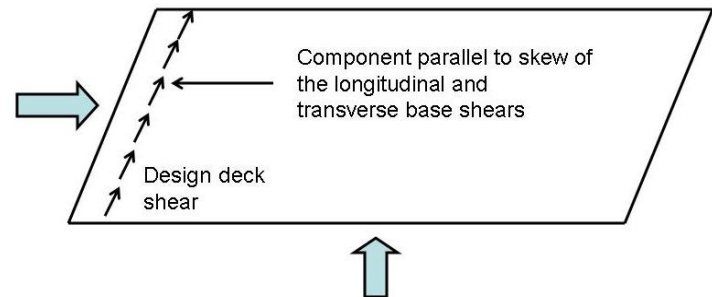 Component parallel to skew of
the longitudinal and
transverse base shears
Design deck
shear